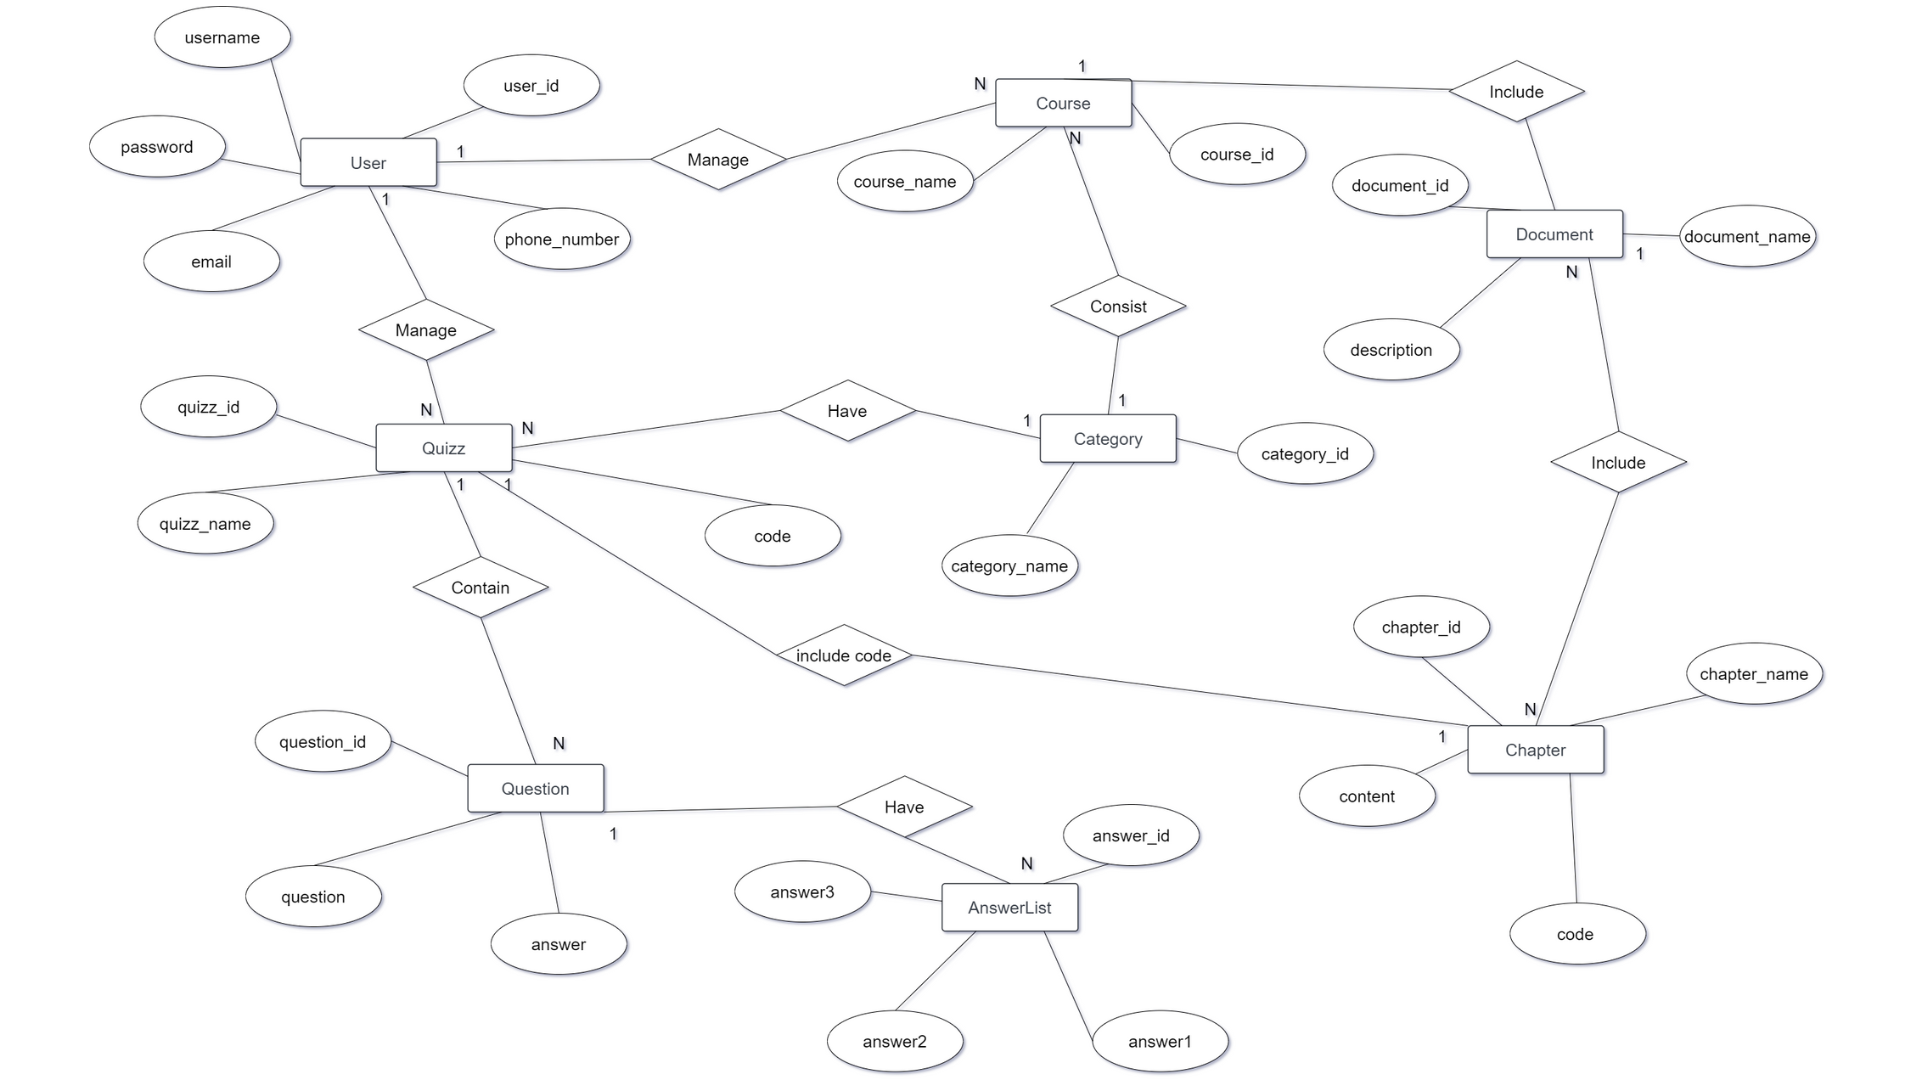 username
user_id
1
N
Course
Include
password
User
1
Manage
N
course_name
course_id
document_id
1
email
phone_number
Document
1
document_name
N
Manage
Consist
description
quizz_id
N
N
Quizz
Have
1
1
Category
category_id
Include
1
1
quizz_name
code
category_name
Contain
include code
chapter_id
chapter_name
N
question_id
N
1
Chapter
Question
1
Have
content
answer_id
N
answer3
question
AnswerList
answer
code
answer2
answer1